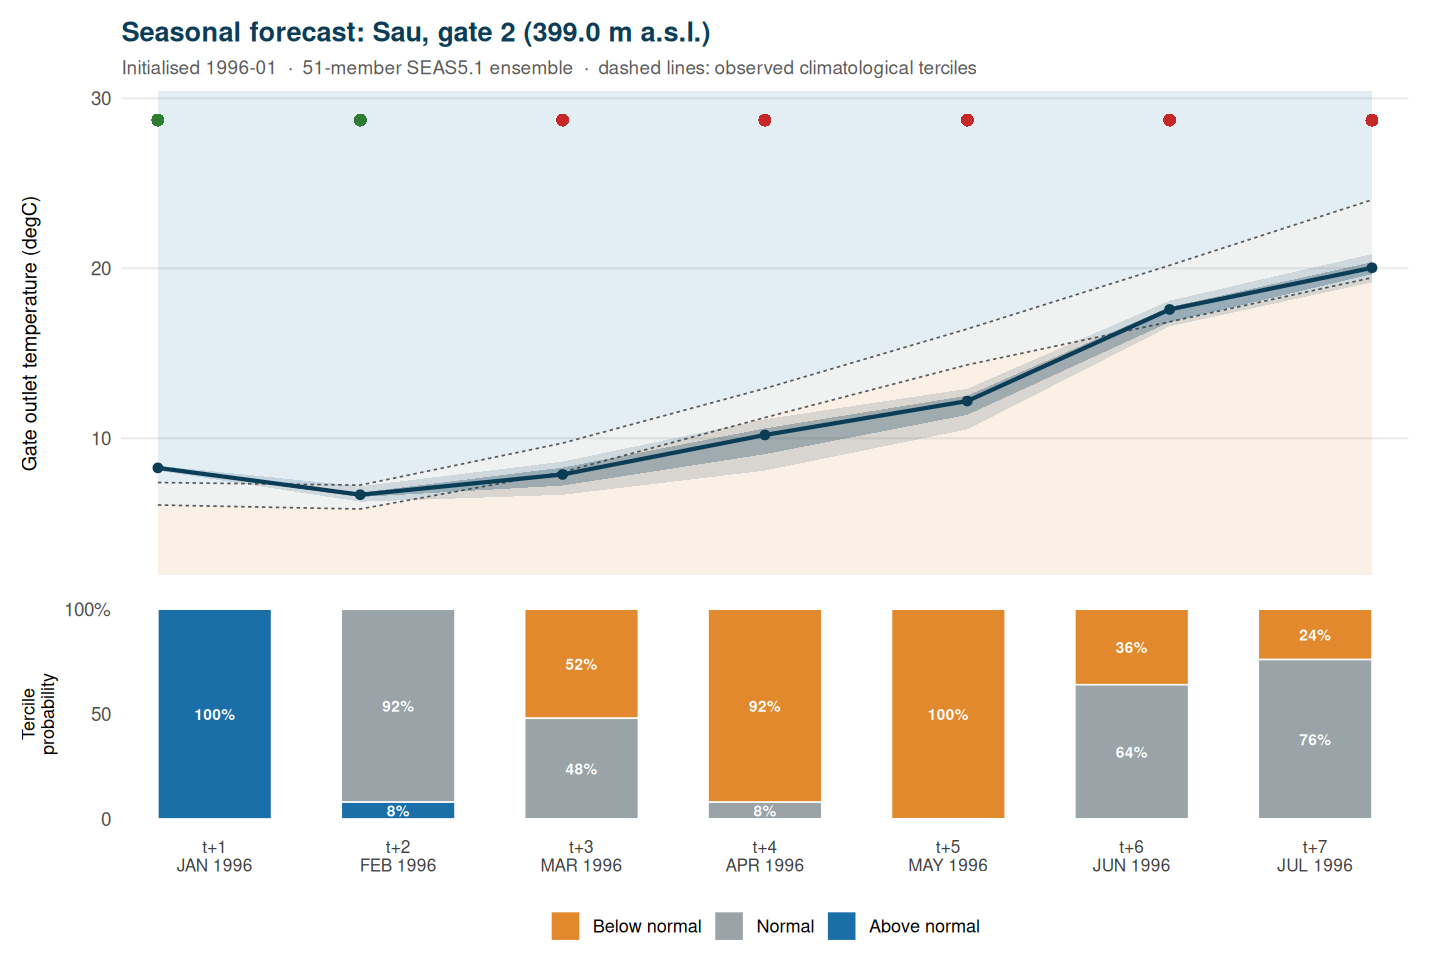 Seasonal forecast: Sau, gate 2 (399.0 m a.s.l.)
Initialised 1996-01 · 51-member SEAS5.1 ensemble · dashed lines: observed climatological terciles
30
20
10
Gate outlet temperature (degC)
100%
50
0
Tercile
probability
100%
92%
8%
52%
48%
92%
8%
100%
36%
64%
24%
76%
t+1
JAN 1996
t+2
FEB 1996
t+3
MAR 1996
t+4
APR 1996
t+5
MAY 1996
t+6
JUN 1996
t+7
JUL 1996
Below normal
Normal
Above normal